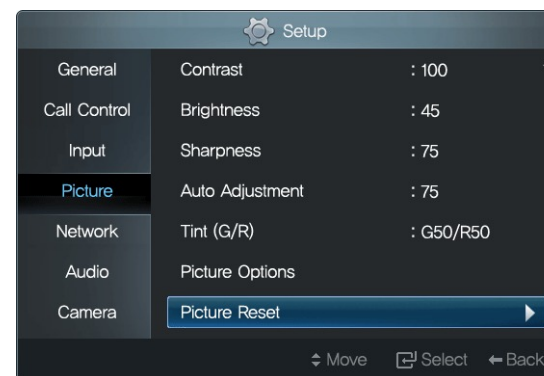 Setup
General
Call Control
Input
Picture
Network
Audio
Camera
Contrast : 100
Brightness : 45
Sharpness : 75
Auto Adjustment : 75
Tint (G/R) : G50/R50
Picture Options
Picture Reset
Move Select Back